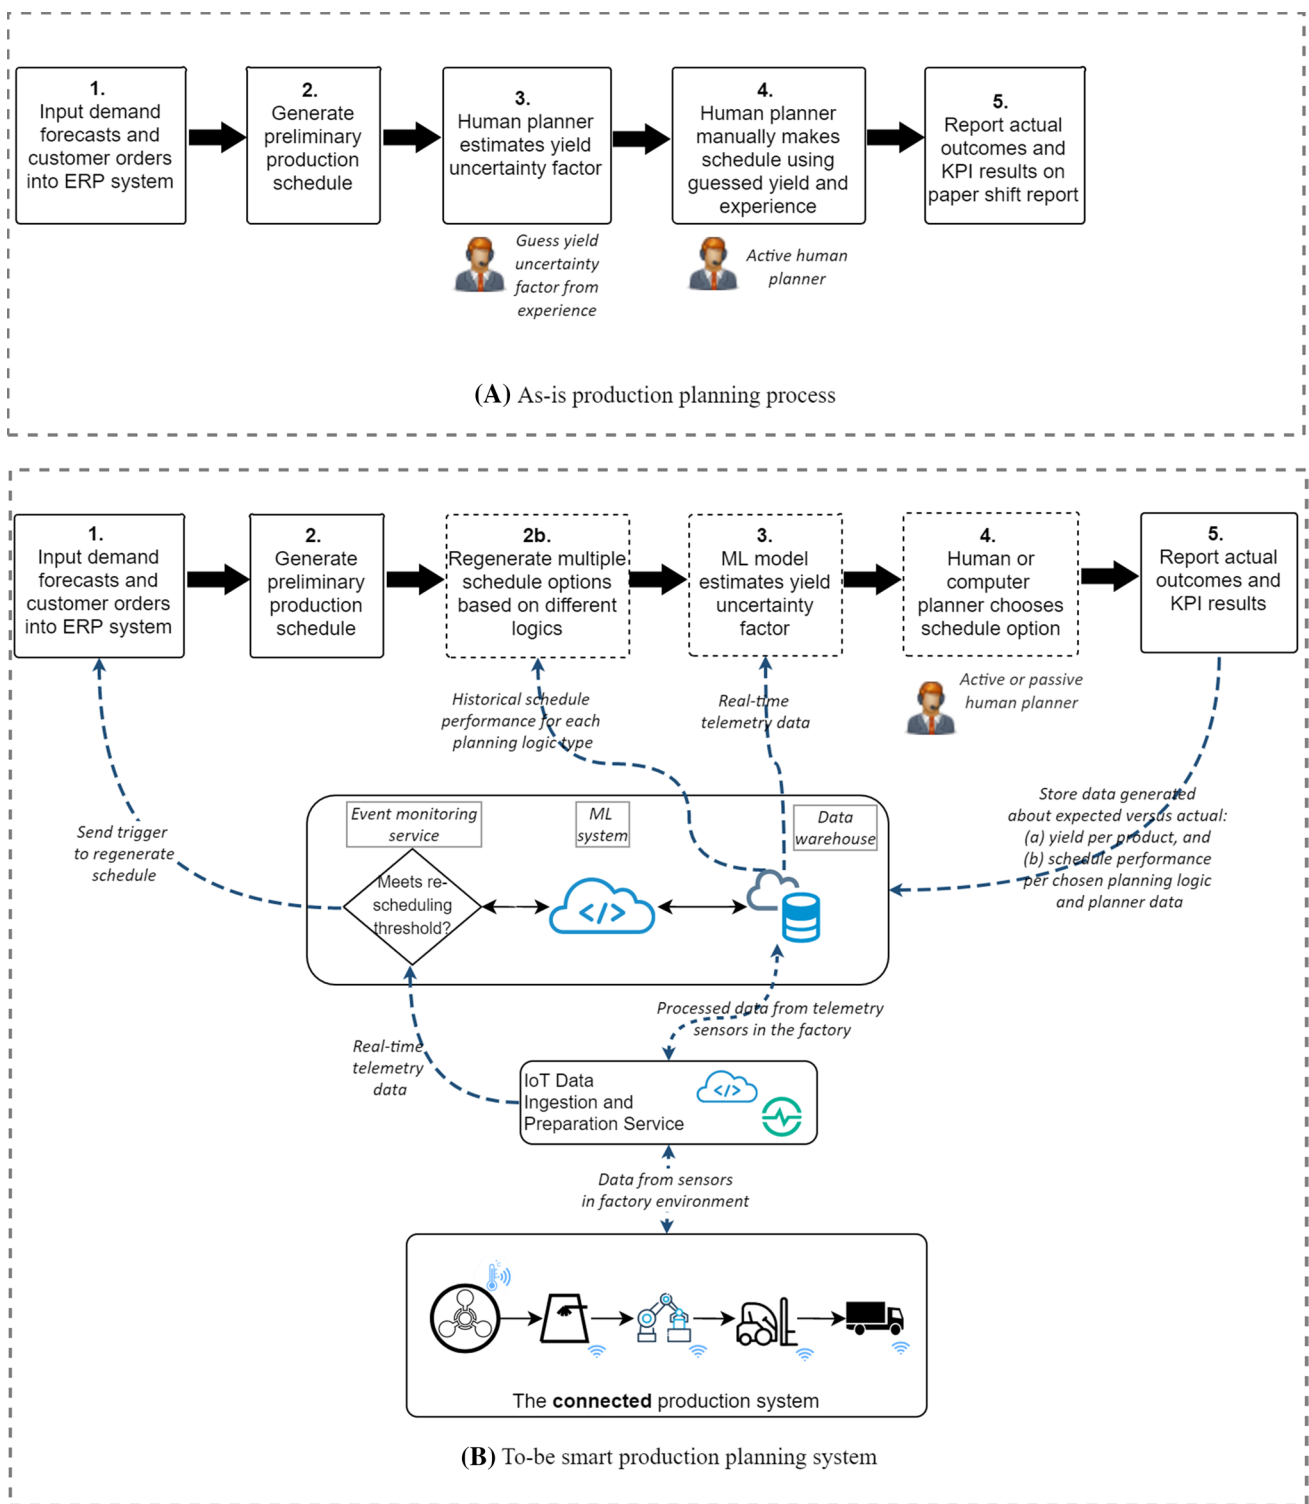 1.
Input demand
forecasts and
customer orders
into ERP system
2.
Generate
preliminary
production
schedule
3.
Human planner
estimates yield
uncertainty factor
4.
Human planner
manually makes
schedule using
guessed yield and
experience
5.
Report actual
outcomes and
KPI results on
paper shift report
Guess yield
uncertainty
factor from
experience
Active human
planner
(A) As-is production planning process
1.
Input demand
forecasts and
customer orders
into ERP system
2.
Generate
preliminary
production
schedule
2b.
Regenerate multiple
schedule options
based on different
logics
3.
ML model
estimates yield
uncertainty
factor
4.
Human or
computer
planner chooses
schedule option
5.
Report actual
outcomes and
KPI results
Historical schedule
performance for each
planning logic type
Real-time
telemetry data
Active or passive
human planner
Send trigger
to regenerate
schedule
Event monitoring
service
ML
system
Data
warehouse
Meets re-
scheduling
threshold?
</>
Store data generated
about expected versus actual:
(a) yield per product, and
(b) schedule performance
per chosen planning logic
and planner data
Processed data from telemetry
sensors in the factory
Real-time
telemetry
data
IoT Data
Ingestion and
Preparation Service
</>
Data from sensors
in factory environment
The connected production system
(B) To-be smart production planning system